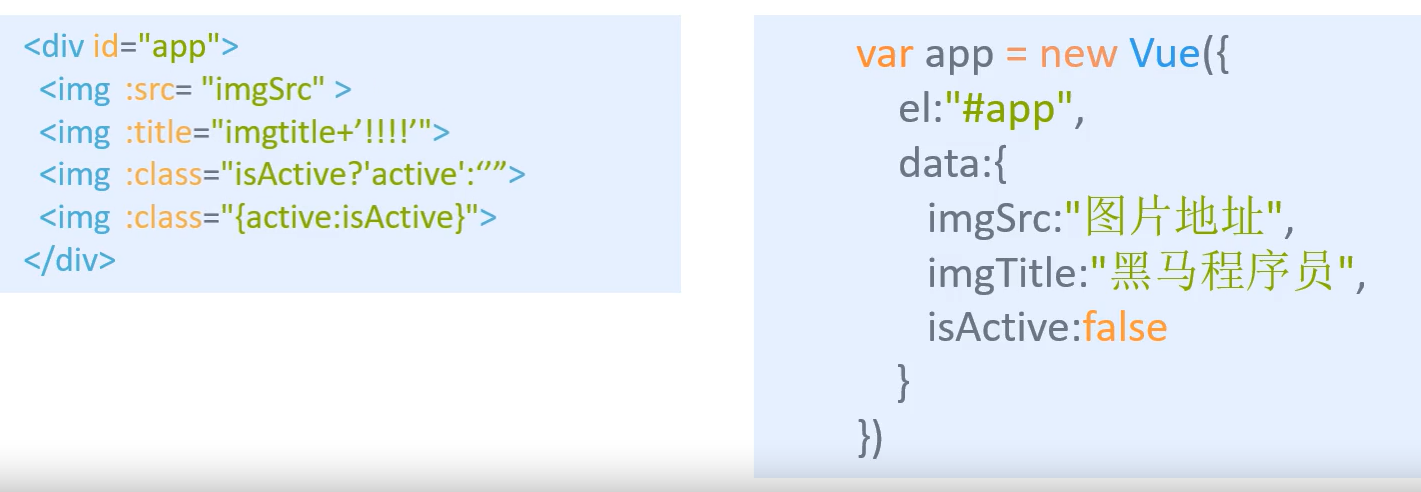 <div id="app">
<img :src= "imgSrc" >
<img :title="imgtitle+’!!!!’">
<img :class="isActive?'active':‘’”>
<img :class="{active:isActive}">
</div>
var app = new Vue({
el:"#app",
data:{
imgSrc:"图片地址",
imgTitle:"黑马程序员",
isActive:false
}
})